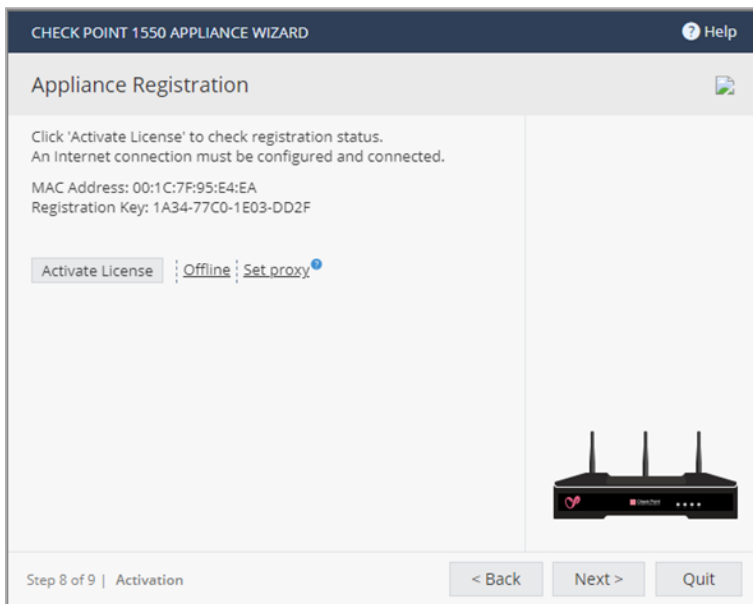 CHECK POINT 1550 APPLIANCE WIZARD
? Help
Appliance Registration
Click 'Activate License' to check registration status.
An Internet connection must be configured and connected.
MAC Address: 00:1C:7F:95:E4:EA
Registration Key: 1A34-77C0-1E03-DD2F
Activate License Offline Set proxy ?
Check Point
Step 8 of 9 | Activation < Back Next > Quit